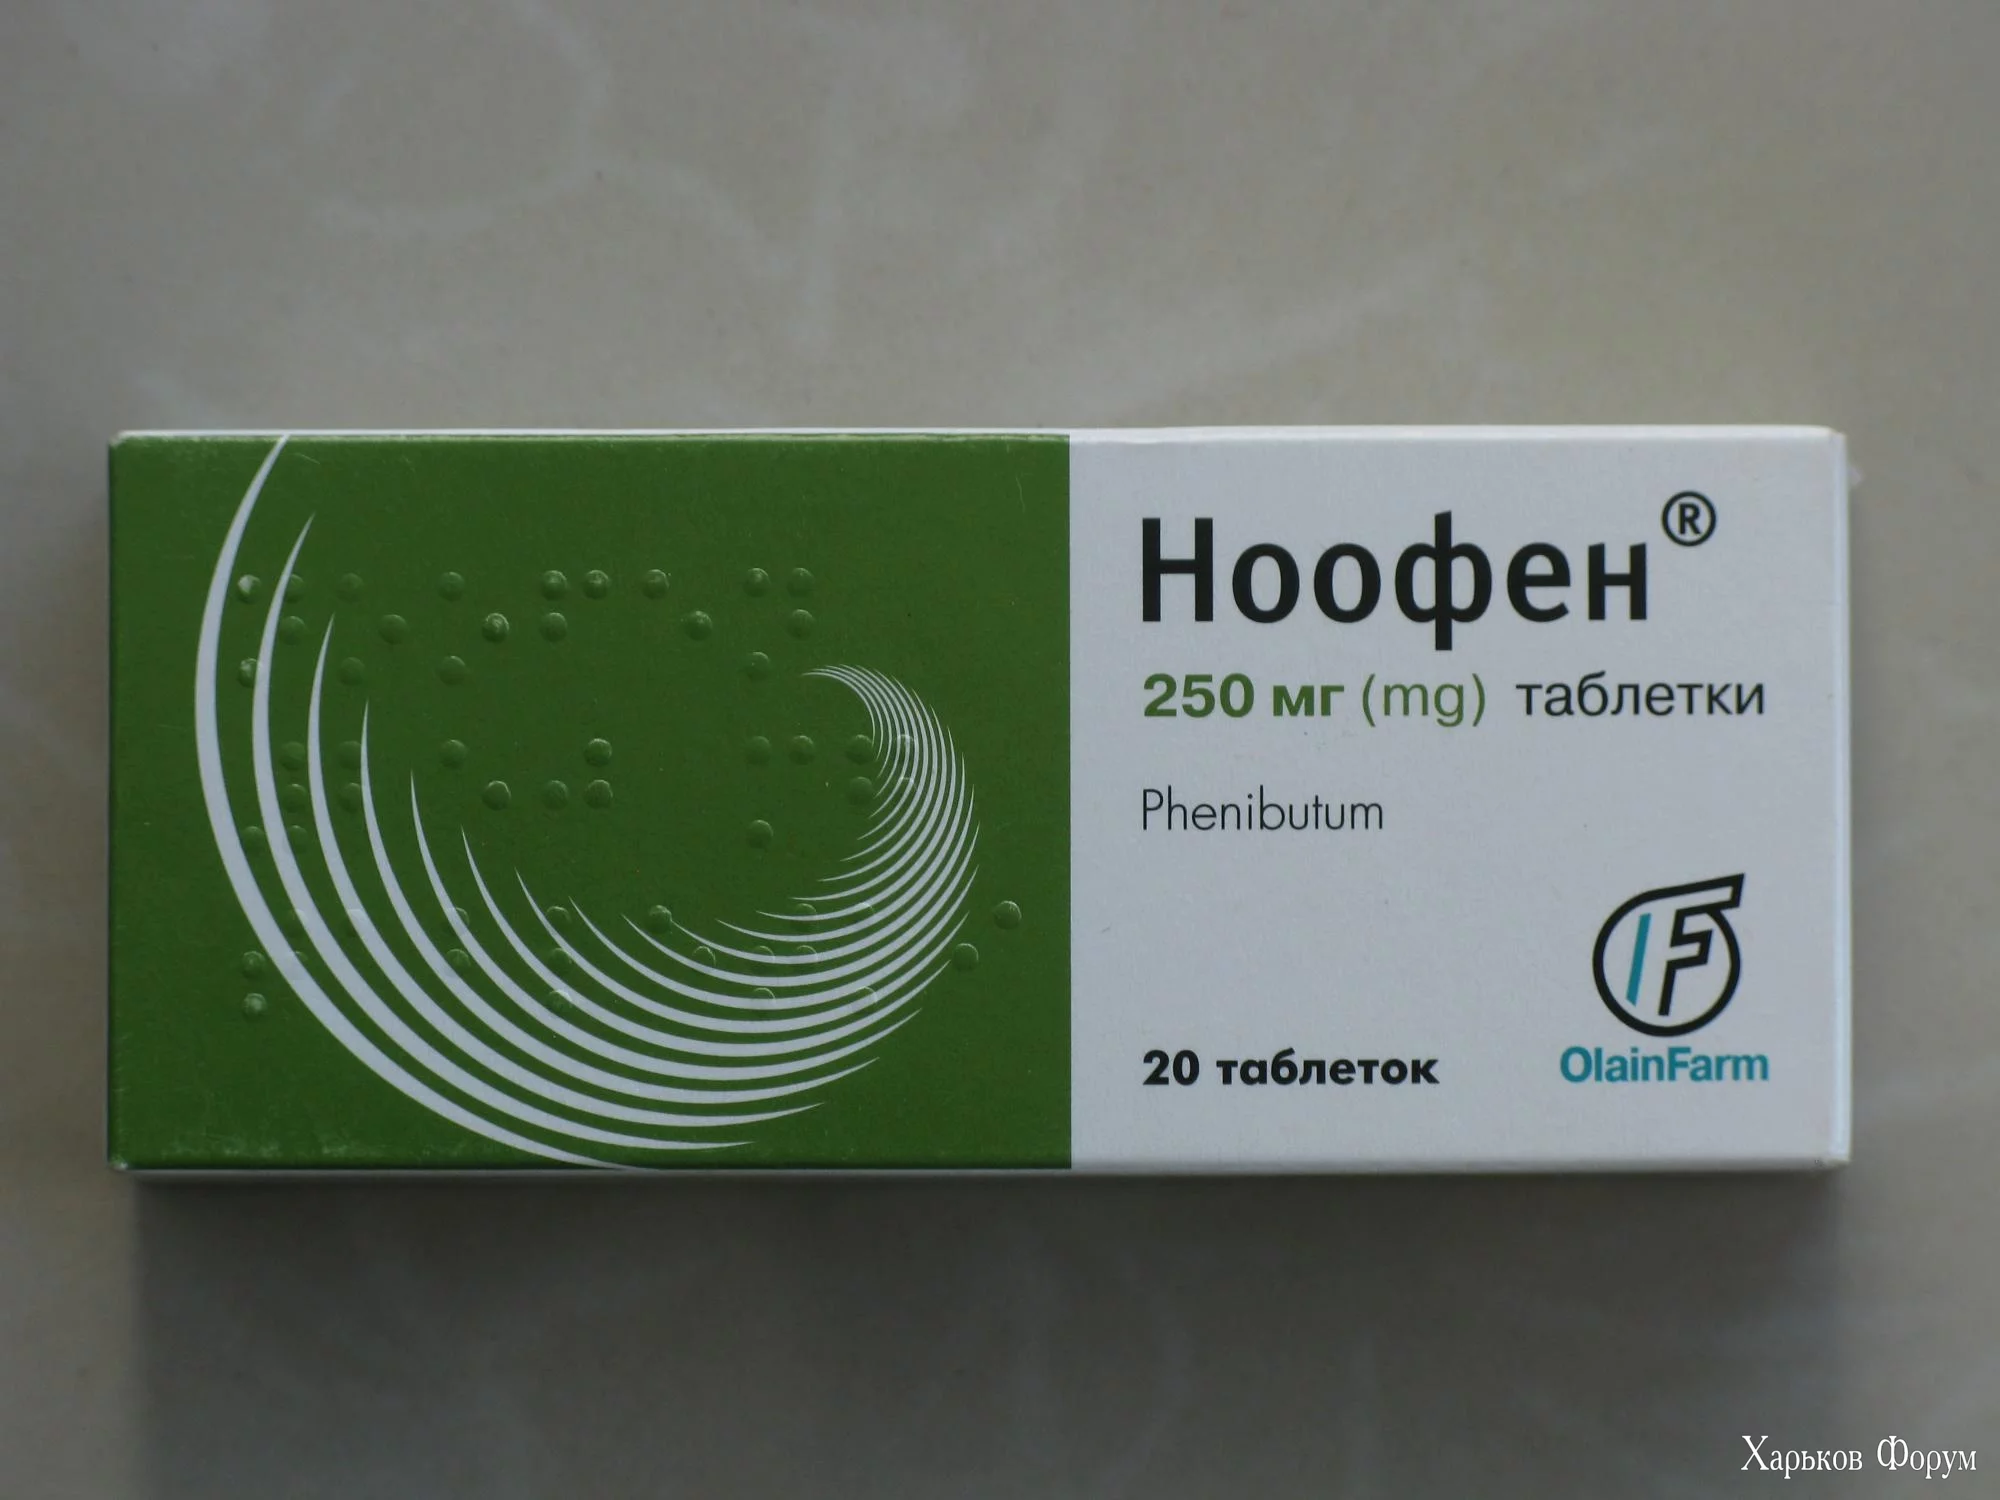 Ноофен®
250 мг (mg) таблетки
Phenibutum
20 таблеток
OlainFarm
Харьков Форум